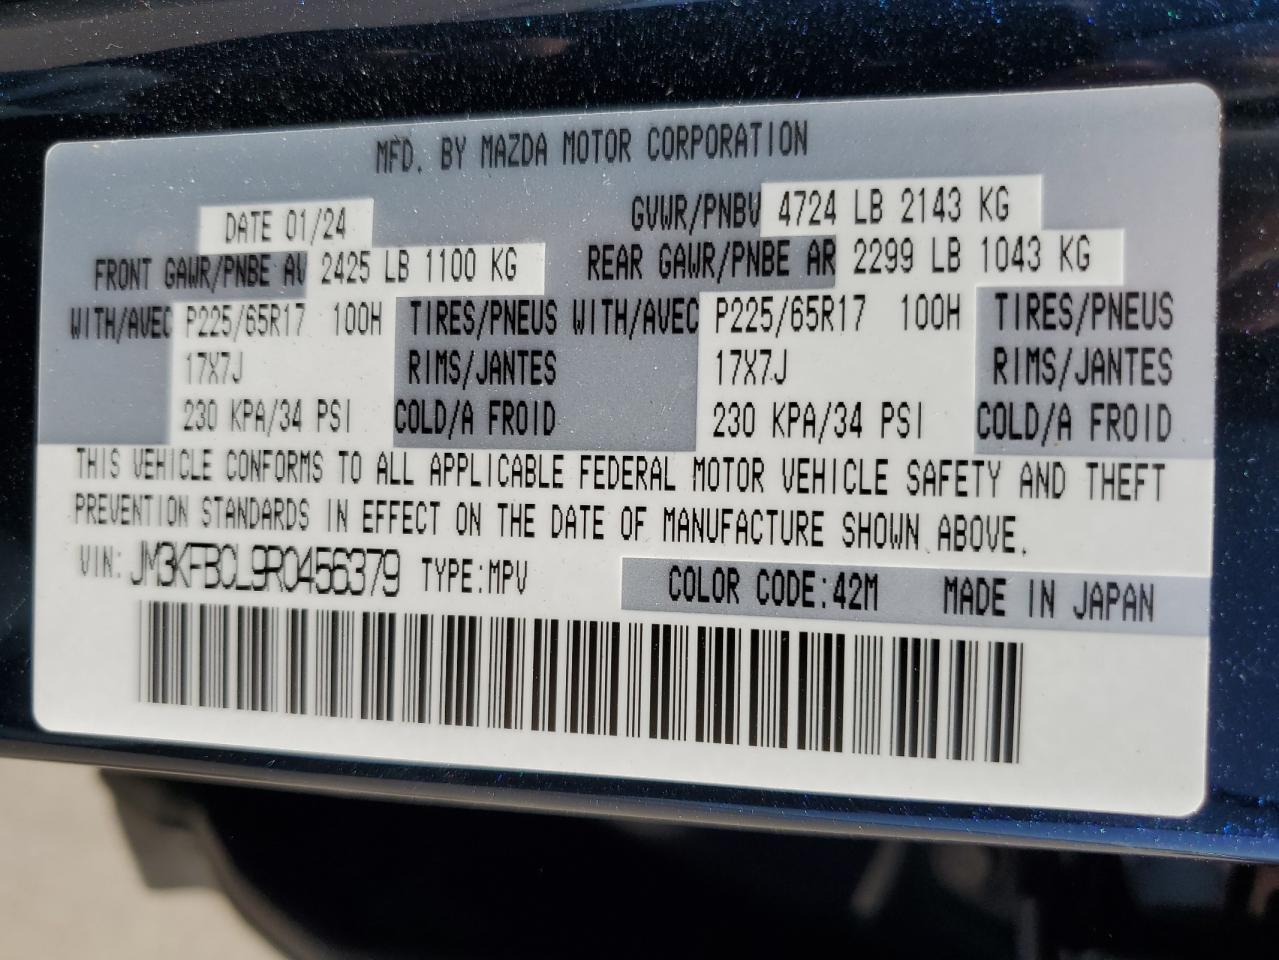 MFD. BY MAZDA MOTOR CORPORATION
DATE 01/24 GVWR/PNBV 4724 LB 2143 KG
FRONT GAWR/PNBE AV 2425 LB 1100 KG REAR GAWR/PNBE AR 2299 LB 1043 KG
WITH/AVEC P225/65R17 100H TIRES/PNEUS WITH/AVEC P225/65R17 100H TIRES/PNEUS
17X7J RIMS/JANTES 17X7J RIMS/JANTES
230 KPA/34 PSI COLD/A FROID 230 KPA/34 PSI COLD/A FROID
THIS VEHICLE CONFORMS TO ALL APPLICABLE FEDERAL MOTOR VEHICLE SAFETY AND THEFT
PREVENTION STANDARDS IN EFFECT ON THE DATE OF MANUFACTURE SHOWN ABOVE.
VIN: JM3KFBCL9R0456379 TYPE:MPV COLOR CODE:42M MADE IN JAPAN